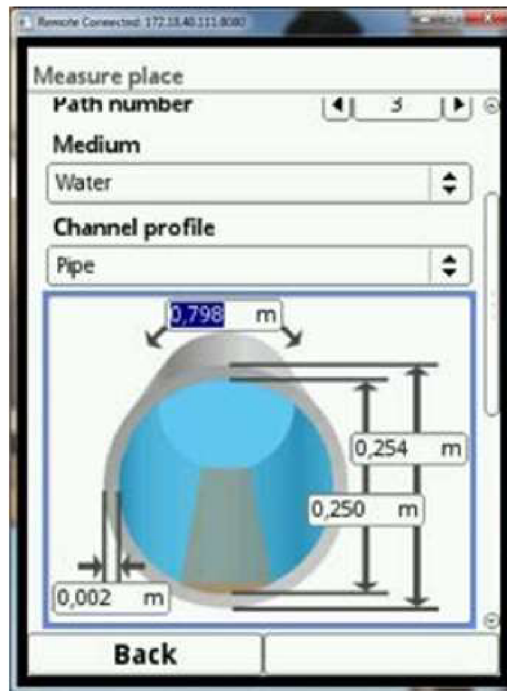 Remote Connected: 172.18.40.111:8080
Measure place
Path number 3
Medium
Water
Channel profile
Pipe
0,798 m
0,254 m
0,250 m
0,002 m
Back